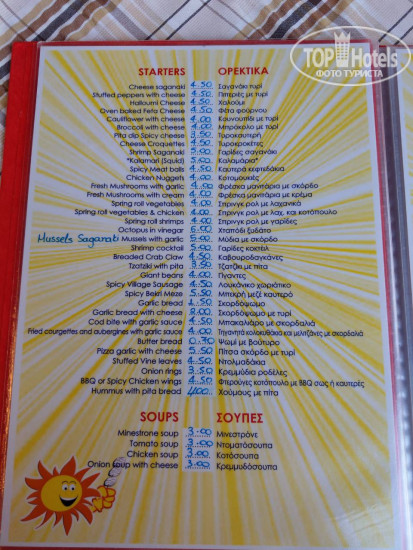 TOP Hotels
ФОТО ТУРИСТА
STARTERS ΟΡΕΚΤΙΚΑ
Cheese saganaki 4.50 Σαγανάκι τυρί
Stuffed peppers with cheese 4.50 Πιπεριές με τυρί
Halloumi Cheese 4.50 Χαλούμι
Oven baked Feta Cheese 4.50 Φέτα φούρνου
Cauliflower with cheese 4.00 Κουνουπίδι με τυρί
Broccoli with cheese 4.00 Μπρόκολο με τυρί
Pita dip Spicy cheese 3.50 Τυροκαυτερή
Cheese Croquettes 4.50 Τυροκροκέτες
Shrimp Saganaki 5.00 Γαρίδες σαγανάκι
*Kalamari (Squid) 5.00 Καλαμάρια*
Spicy Meat balls 4.50 Καυτερά κεφτεδάκια
Chicken Nuggets 4.00 Κοτομπουκιές
Fresh Mushrooms with garlic 4.00 Φρέσκα μανιτάρια με σκόρδο
Fresh Mushrooms with cream 4.00 Φρέσκα μανιτάρια με κρέμα
Spring roll vegetables 4.00 Σπρινγκ ρολ με λαχανικά
Spring roll vegetables & chicken 4.00 Σπρινγκ ρολ με λαχ. και κοτόπουλο
Spring roll shrimps 4.00 Σπρινγκ ρολ με γαρίδες
Octopus in vinegar 6.00 Χταπόδι ξυδάτο
Mussels Saganaki Mussels with garlic 5.00 Μύδια με σκόρδο
Shrimp cocktail 5.00 Γαρίδες κοκτέιλ
Breaded Crab Claw 4.50 Καβουροδαγκάνες
Tzatziki with pita 3.50 Τζατζίκι με πίτα
Giant beans 4.00 Γίγαντες
Spicy Village Sausage 4.50 Λουκάνικο χωριάτικο
Spicy Bekri Meze 5.50 Μπεκρή μεζέ καυτερό
Garlic bread Σκορδόψωμο
Garlic bread with cheese 2.00 Σκορδόψωμο με τυρί
Cod bite with garlic sauce 4.50 Μπακαλιάρο με σκορδαλιά
Fried courgettes and aubergines with garlic sauce 4.00 Τηγανητά κολοκυθάκια και μελιτζάνες με σκορδαλιά
Butter bread 0.70 Ψωμί με βούτυρο
Pizza garlic with cheese 5.50 Πίτσα σκόρδο με τυρί
Stuffed Vine leaves 4.50 Ντολμαδάκια
Onion rings 3.50 Κρεμμύδια ροδέλες
BBQ or Spicy Chicken wings 4.50 Φτερούγες κοτόπουλο με BBQ σως ή καυτερές
Hummus with pita bread 4.00 Χούμους με πίτα
SOUPS ΣΟΥΠΕΣ
Minestrone soup 3.00 Μινεστρόνε
Tomato soup 3.00 Ντοματόσουπα
Chicken soup 3.00 Κοτόσουπα
Onion soup with cheese 3.00 Κρεμμυδόσουπα